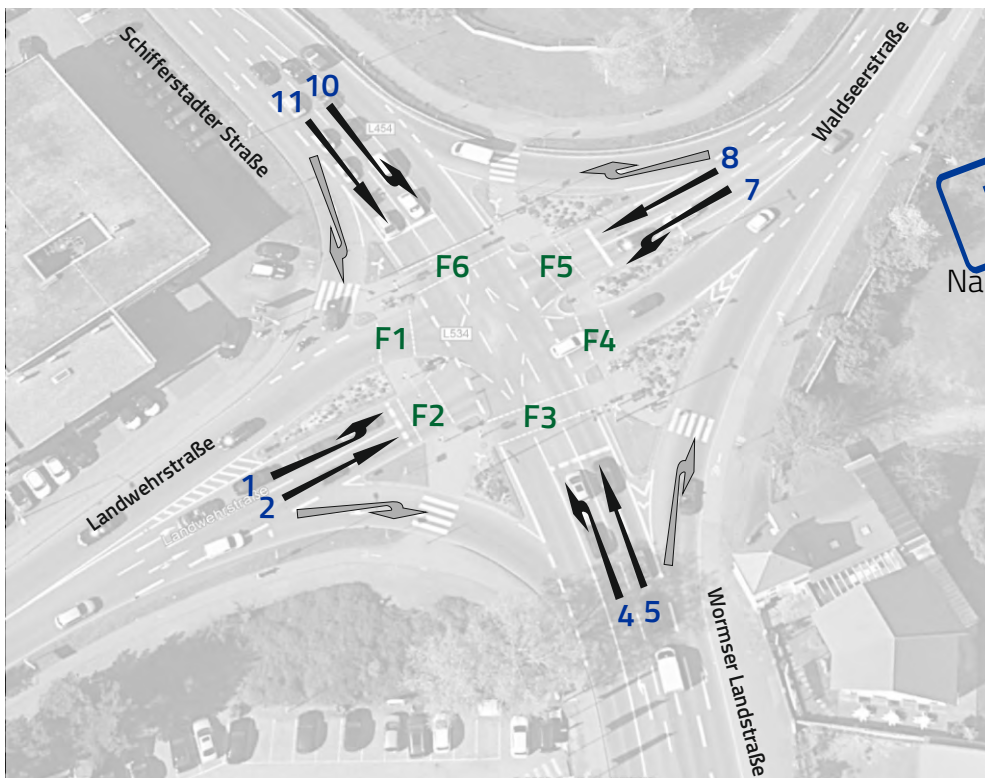 Schifferstadter Straße
10
11
L454
Waldseerstraße
8
7
F6
F5
Na
F1
L534
F4
F2
F3
Landwehrstraße
1
2
Landwehrstraße
4
5
Wormser Landstraße